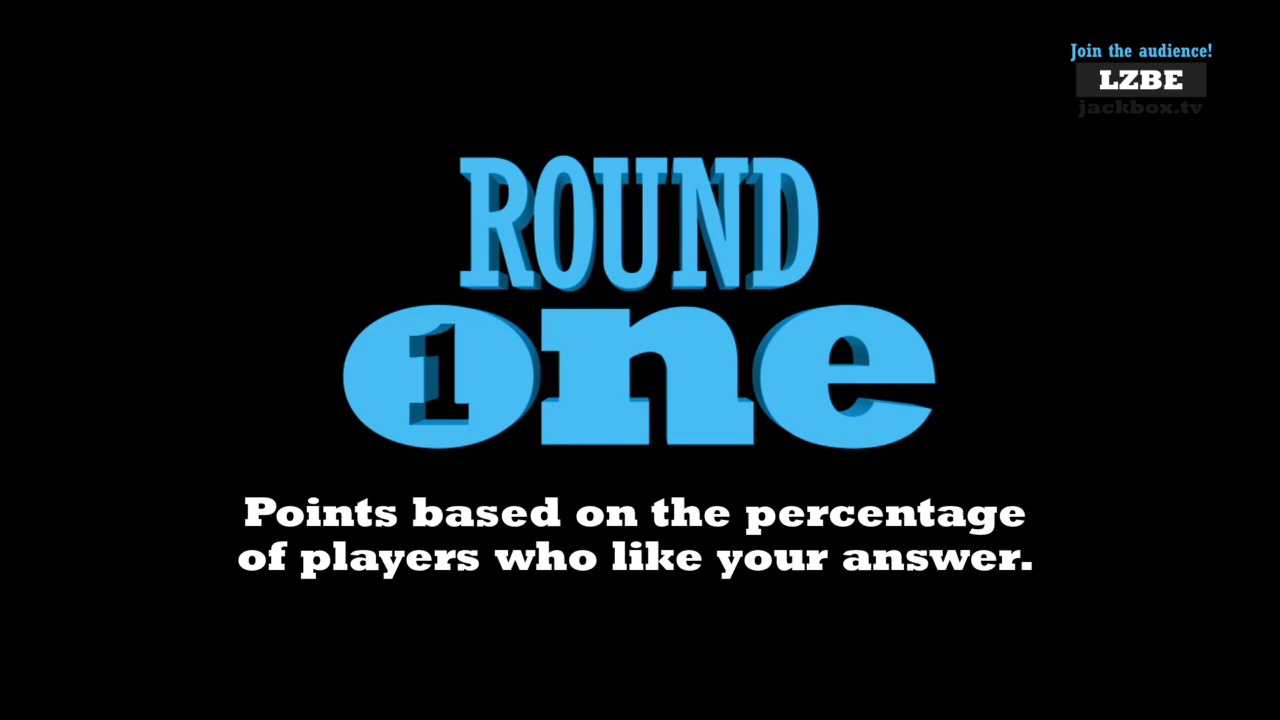 Join the audience!
LZBE
jackbox.tv
ROUND
One
1
Points based on the percentage
of players who like your answer.